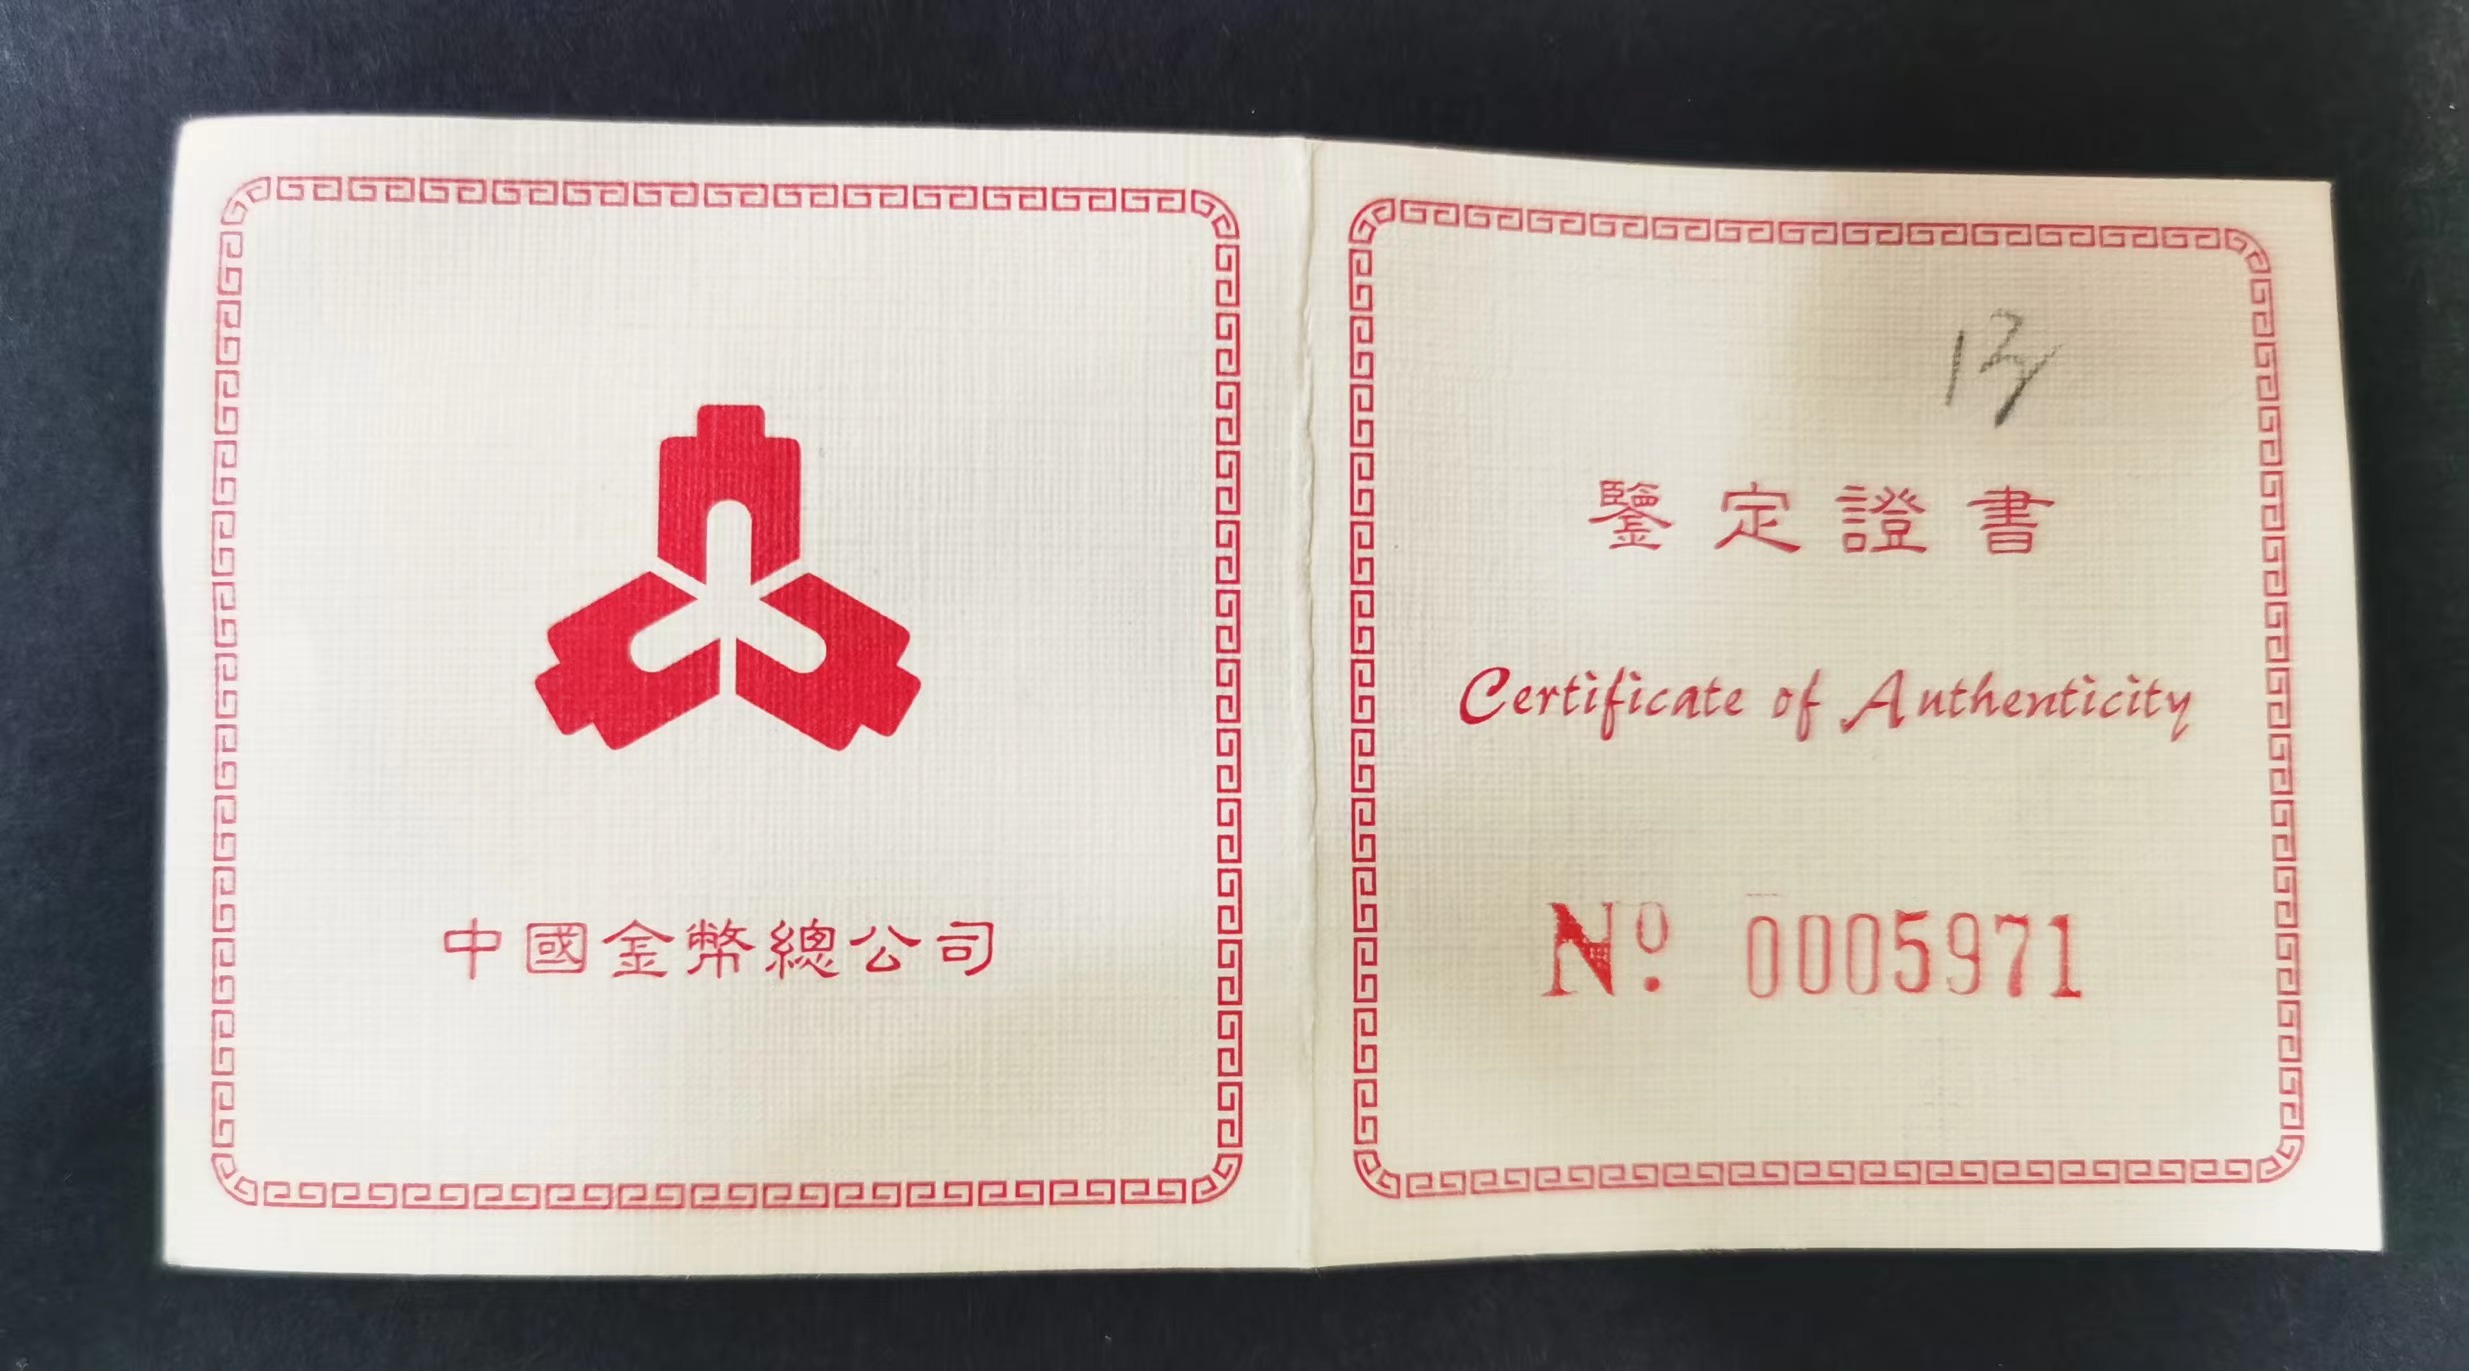 中國金幣總公司
鑒定證書
Certificate of Authenticity
Nº 0005971